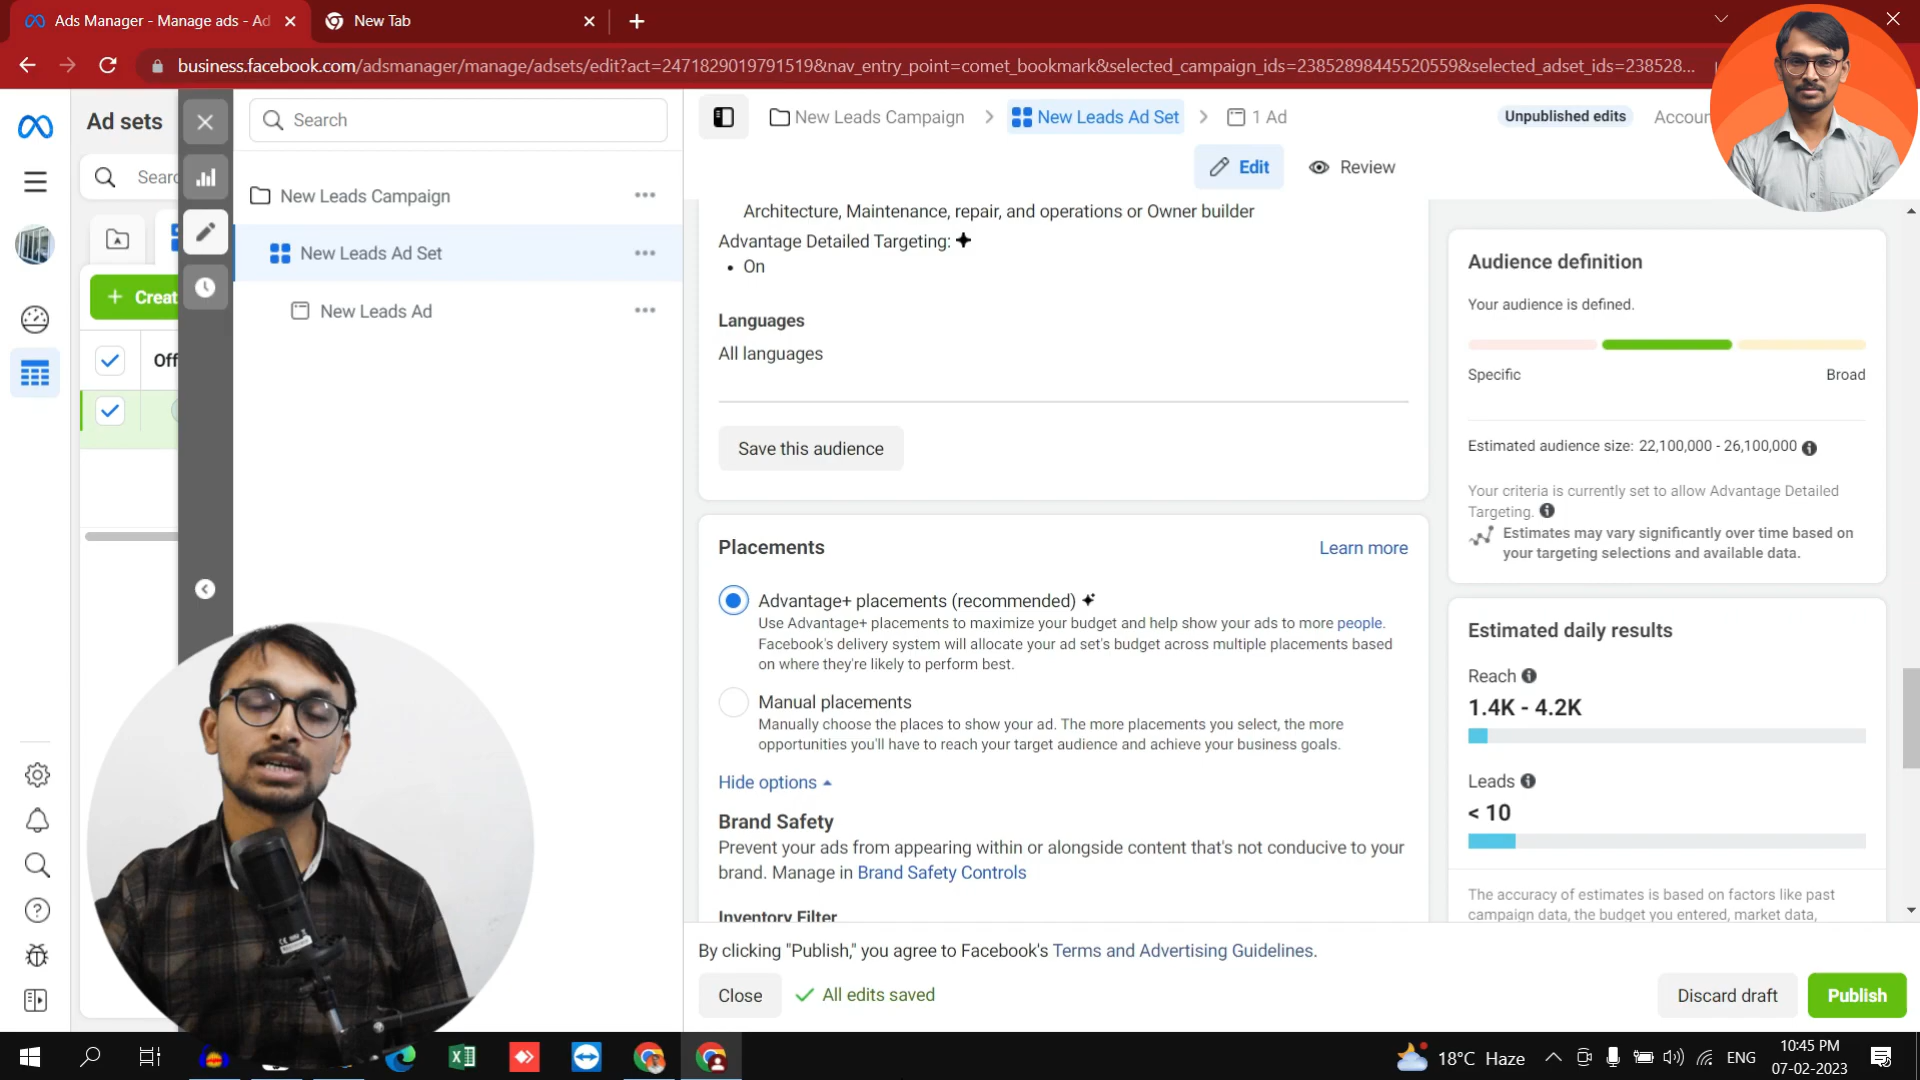 Ads Manager - Manage ads - Ad
New Tab
business.facebook.com/adsmanager/manage/adsets/edit?act=2471829019791519&nav_entry_point=comet_bookmark&selected_campaign_ids=23852898445520559&selected_adset_ids=238528...
Ad sets
Search
New Leads Campaign
New Leads Ad Set
1 Ad
Unpublished edits
Accoun
Edit
Review
Searc
New Leads Campaign
New Leads Ad Set
New Leads Ad
+ Creat
Off
Architecture, Maintenance, repair, and operations or Owner builder
Advantage Detailed Targeting:
• On
Languages
All languages
Save this audience
Placements
Learn more
Advantage+ placements (recommended)
Use Advantage+ placements to maximize your budget and help show your ads to more people.
Facebook's delivery system will allocate your ad set's budget across multiple placements based
on where they're likely to perform best.
Manual placements
Manually choose the places to show your ad. The more placements you select, the more
opportunities you'll have to reach your target audience and achieve your business goals.
Hide options
Brand Safety
Prevent your ads from appearing within or alongside content that's not conducive to your
brand. Manage in Brand Safety Controls
Inventory Filter
Audience definition
Your audience is defined.
Specific
Broad
Estimated audience size: 22,100,000 - 26,100,000
Your criteria is currently set to allow Advantage Detailed
Targeting.
Estimates may vary significantly over time based on
your targeting selections and available data.
Estimated daily results
Reach
1.4K - 4.2K
Leads
< 10
The accuracy of estimates is based on factors like past
campaign data, the budget you entered, market data,
By clicking "Publish," you agree to Facebook's Terms and Advertising Guidelines.
Close
All edits saved
Discard draft
Publish
18°C Haze
ENG
10:45 PM
07-02-2023